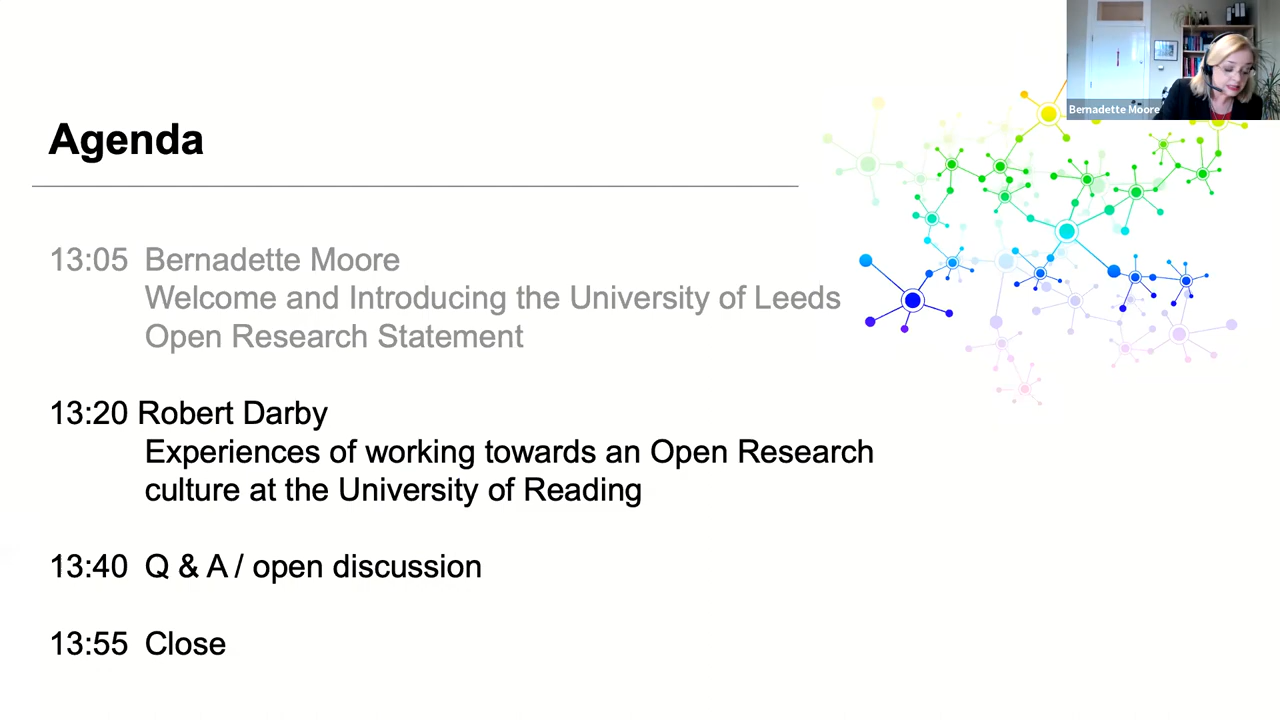 Bernadette Moore
Agenda
13:05 Bernadette Moore
Welcome and Introducing the University of Leeds
Open Research Statement
13:20 Robert Darby
Experiences of working towards an Open Research
culture at the University of Reading
13:40 Q & A / open discussion
13:55 Close